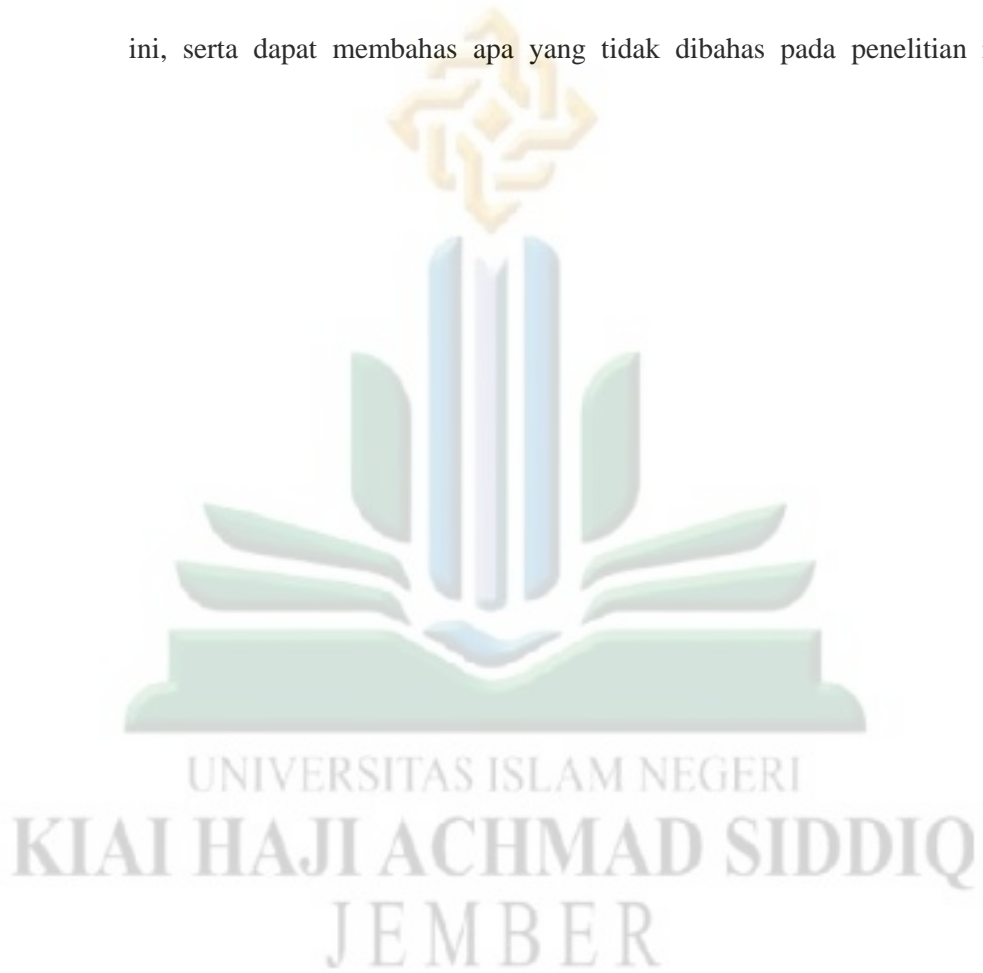 ini, serta dapat membahas apa yang tidak dibahas pada penelitian
UNIVERSITAS ISLAM NEGERI
KIAI HAJI ACHMAD SIDDIQ
JEMBER